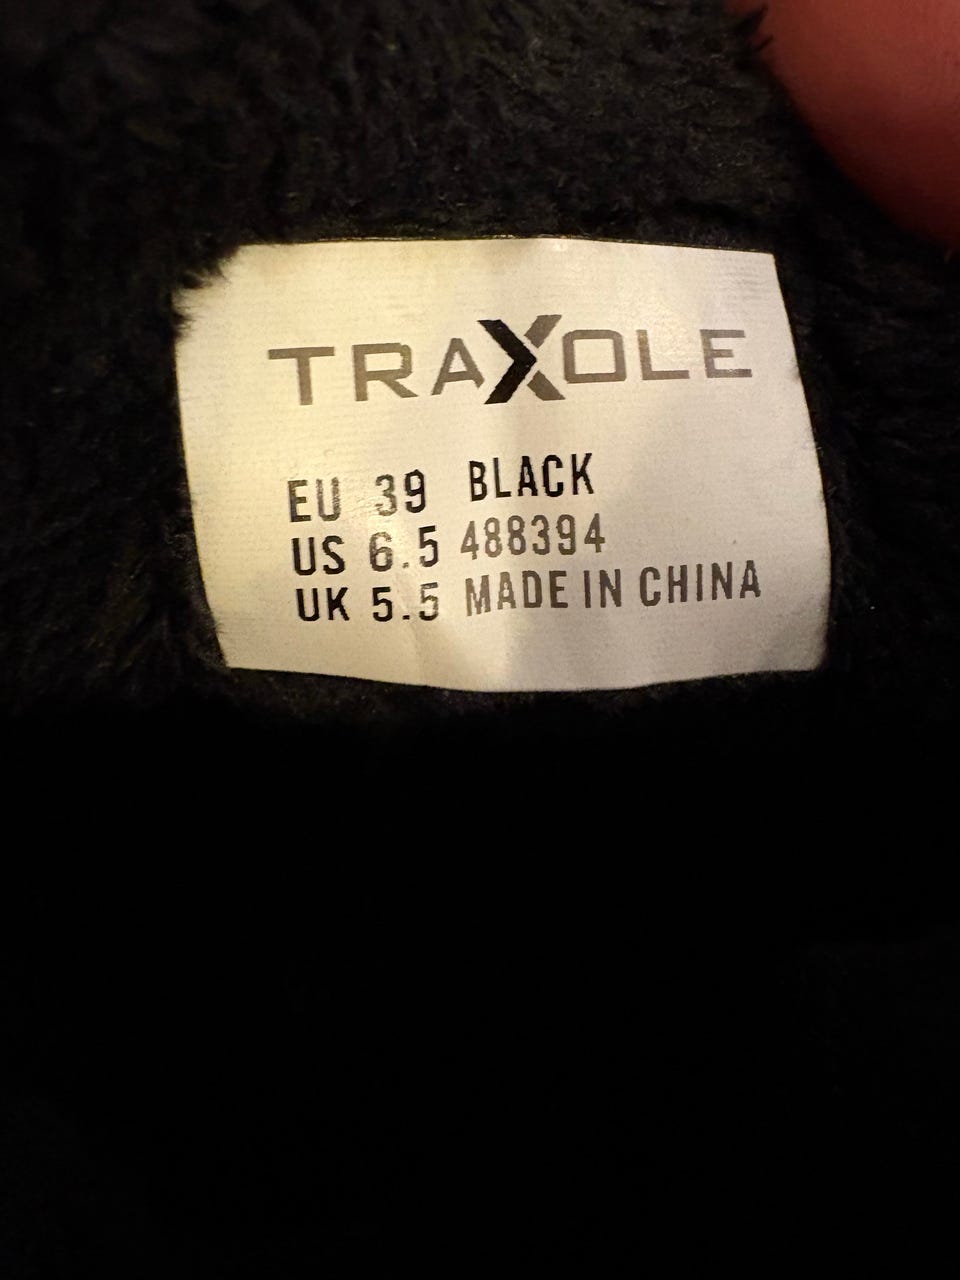 TRAXOLE
EU 39 BLACK
US 6.5 488394
UK 5.5 MADE IN CHINA